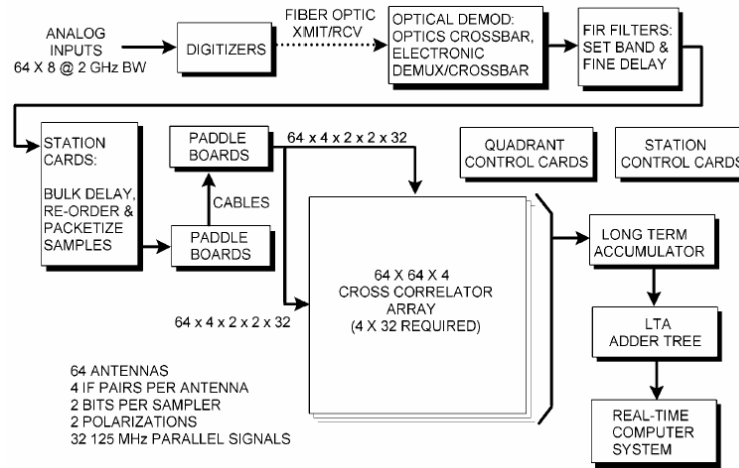 ANALOG
INPUTS
64 X 8 @ 2 GHz BW
DIGITIZERS
FIBER OPTIC
XMIT/RCV
OPTICAL DEMOD:
OPTICS CROSSBAR,
ELECTRONIC
DEMUX/CROSSBAR
FIR FILTERS:
SET BAND &
FINE DELAY
STATION
CARDS:
BULK DELAY,
RE-ORDER &
PACKETIZE
SAMPLES
PADDLE
BOARDS
CABLES
PADDLE
BOARDS
64 x 4 x 2 x 2 x 32
QUADRANT
CONTROL CARDS
STATION
CONTROL CARDS
64 X 64 X 4
CROSS CORRELATOR
ARRAY
(4 X 32 REQUIRED)
64 x 4 x 2 x 2 x 32
LONG TERM
ACCUMULATOR
LTA
ADDER TREE
REAL-TIME
COMPUTER
SYSTEM
64 ANTENNAS
4 IF PAIRS PER ANTENNA
2 BITS PER SAMPLER
2 POLARIZATIONS
32 125 MHz PARALLEL SIGNALS